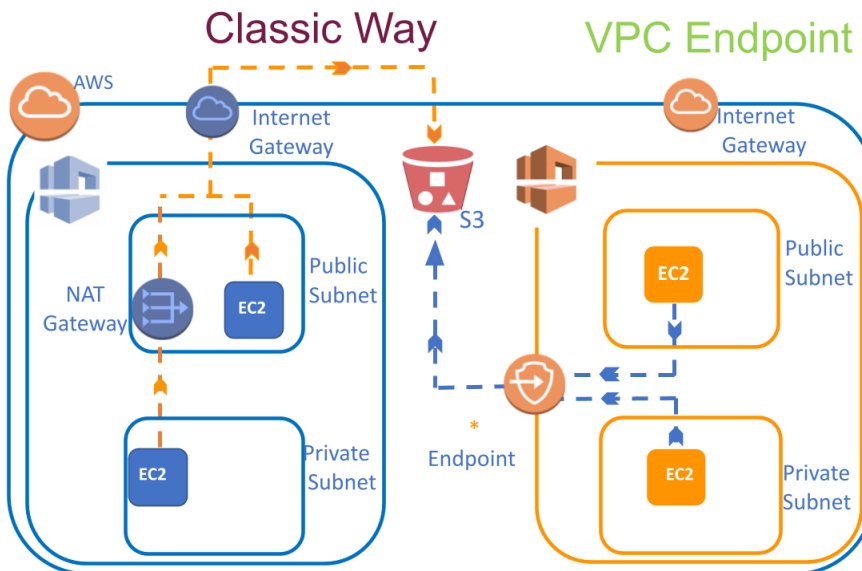 Classic Way
VPC Endpoint
AWS
Internet
Gateway
Internet
Gateway
S3
Public
Subnet
NAT
Gateway
EC2
EC2
Public
Subnet
*
Endpoint
Private
Subnet
EC2
EC2
Private
Subnet